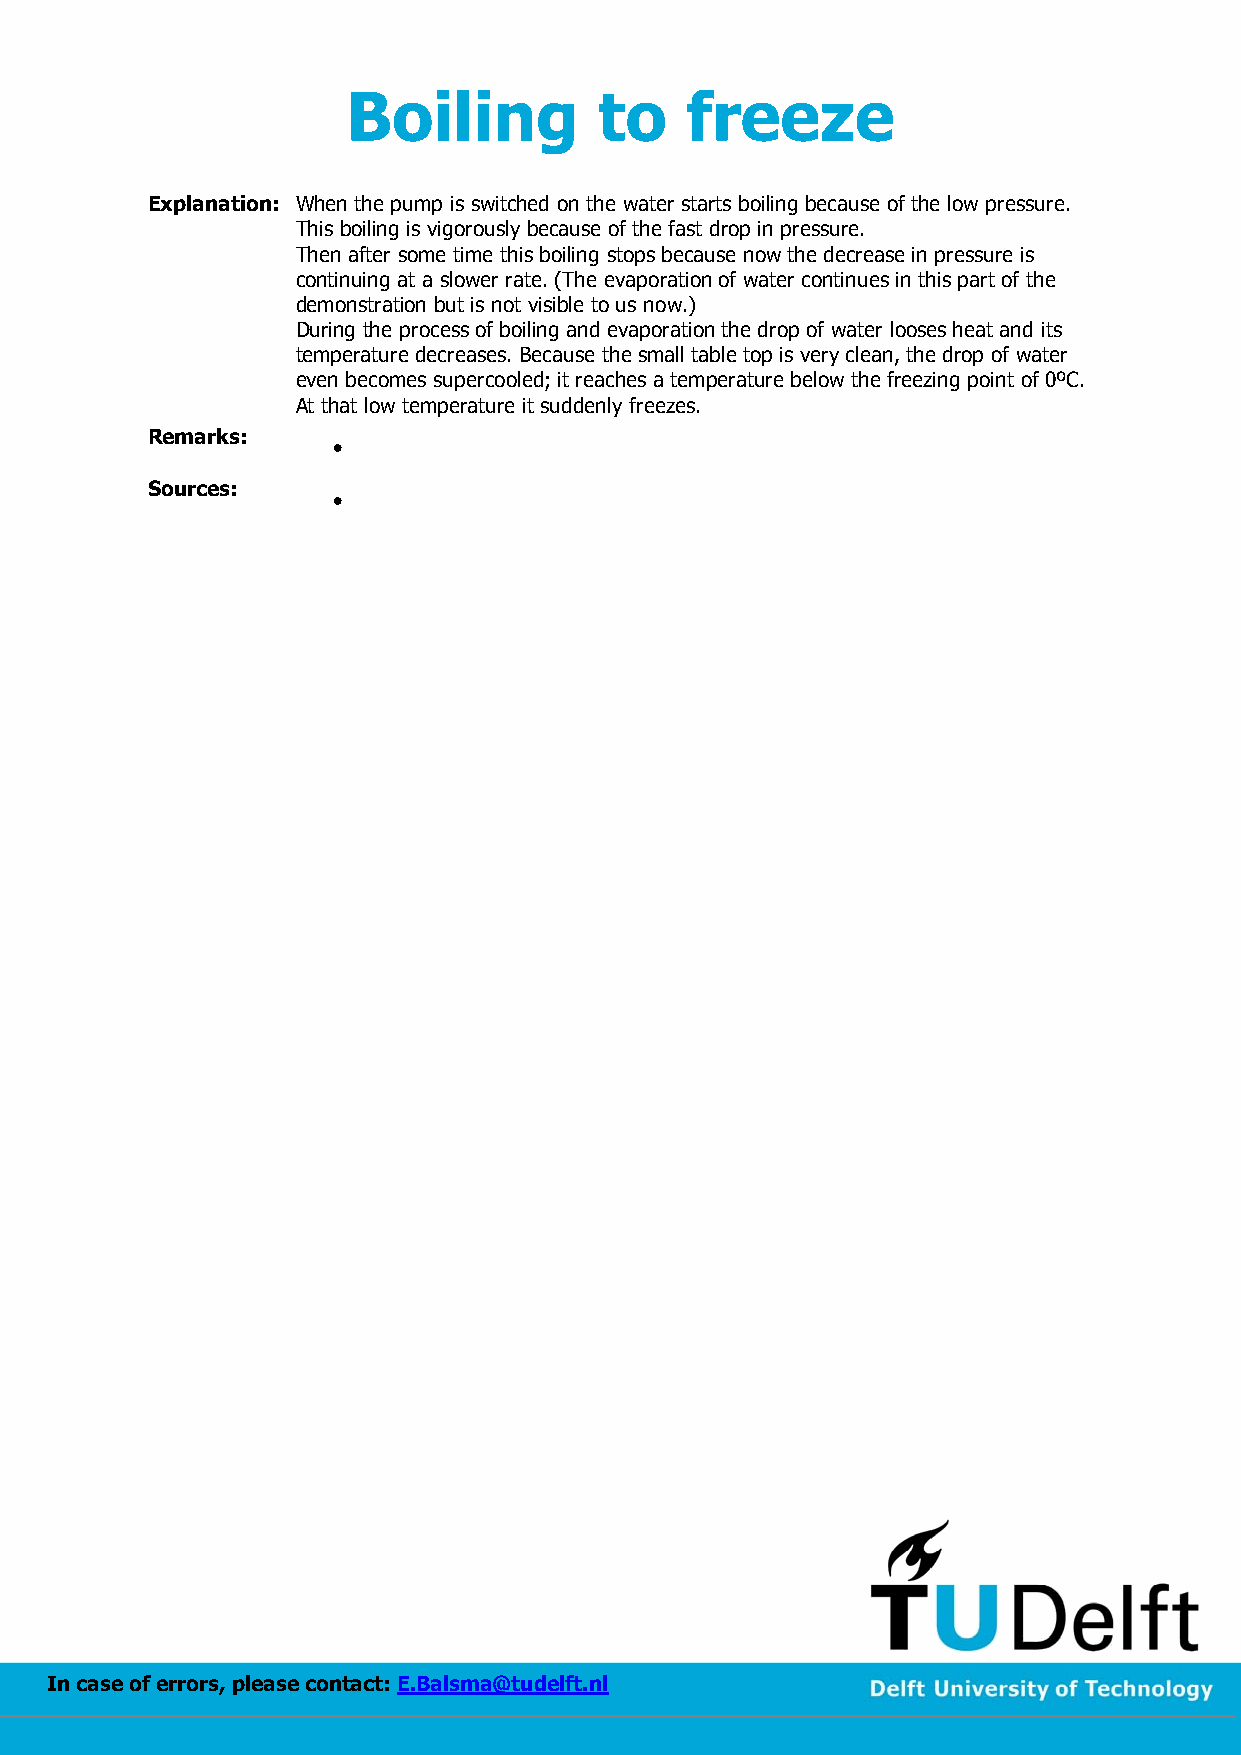 Boiling to freeze
Explanation: When the pump is switched on the water starts boiling because of the low pressure.
This boiling is vigorously because of the fast drop in pressure.
Then after some time this boiling stops because now the decrease in pressure is
continuing at a slower rate. (The evaporation of water continues in this part of the
demonstration but is not visible to us now.)
During the process of boiling and evaporation the drop of water looses heat and its
temperature decreases. Because the small table top is very clean, the drop of water
even becomes supercooled; it reaches a temperature below the freezing point of 0ºC.
At that low temperature it suddenly freezes.
Remarks:
•
Sources:
•
TUDelft
In case of errors, please contact: E.Balsma@tudelft.nl
Delft University of Technology